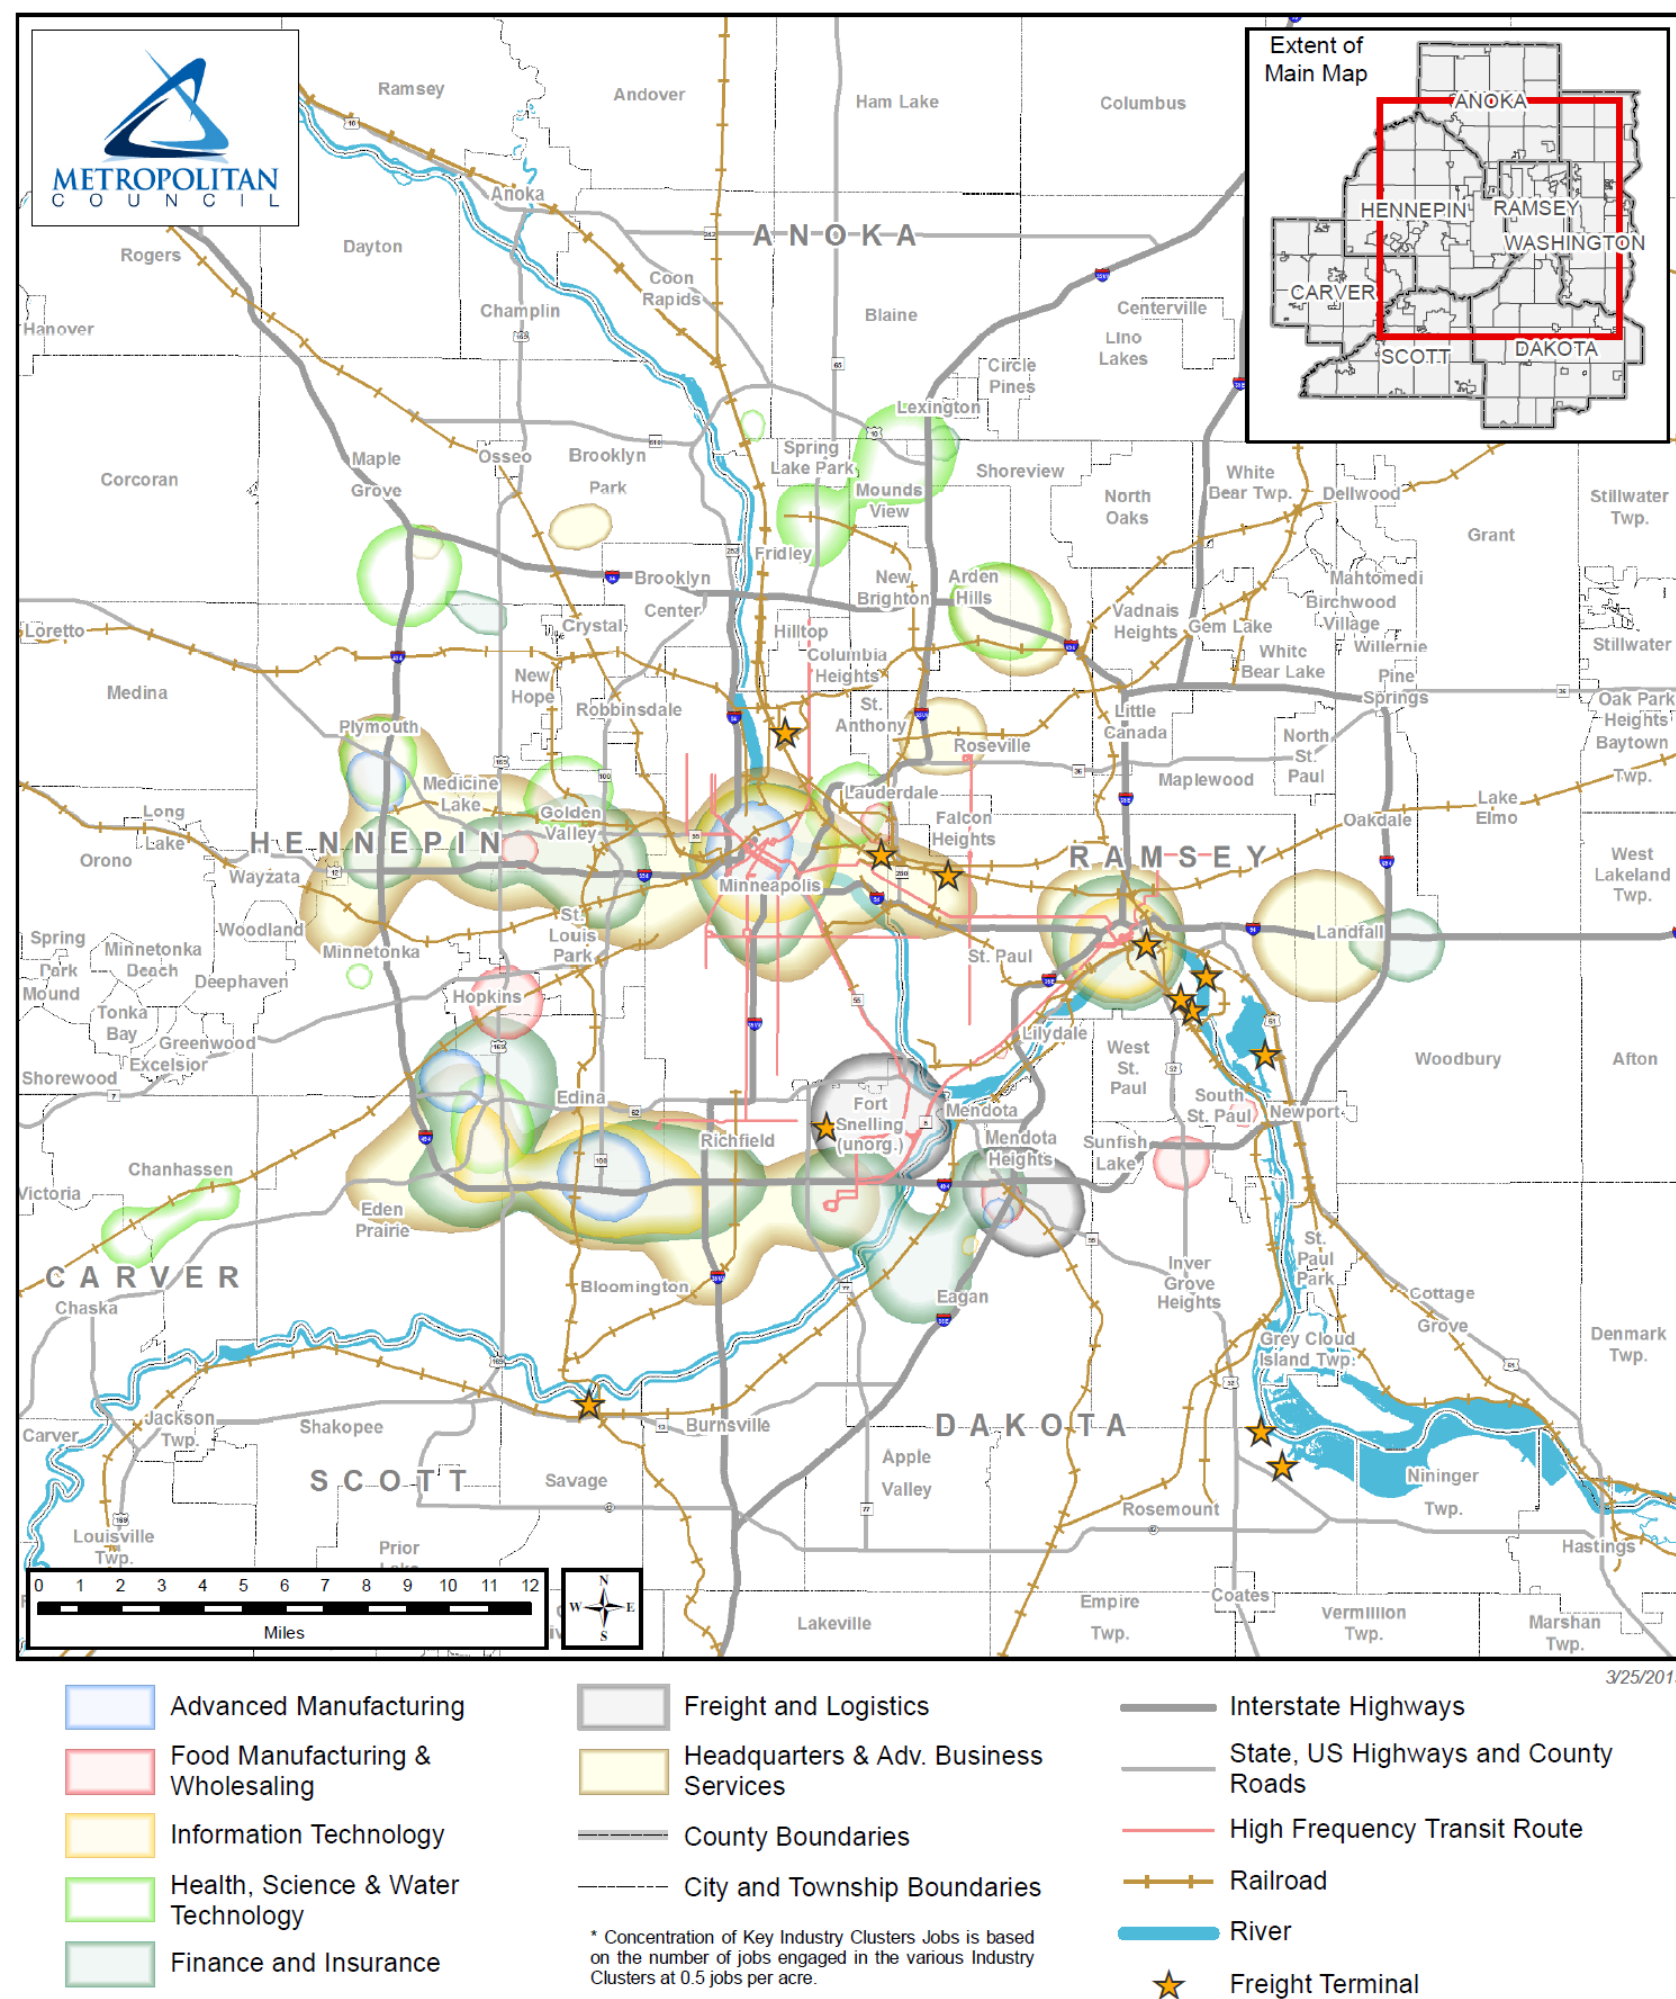 METROPOLITAN
COUNCIL
Extent of
Main Map
ANOKA
HENNEPIN
RAMSEY
WASHINGTON
CARVER
SCOTT
DAKOTA
Ramsey
Andover
Ham Lake
Columbus
Anoka
ANOKA
Rogers
Dayton
Coon
Rapids
Champlin
Blaine
Centerville
Lino
Lakes
Hanover
Circle
Pines
Lexington
Corcoran
Maple
Grove
Osseo
Brooklyn
Park
Spring
Lake Park
Mounds
View
Shoreview
North
Oaks
White
Bear Twp.
Dellwood
Stillwater
Twp.
Grant
Fridley
Brooklyn
Center
New
Brighton
Arden
Hills
Mahtomedi
Birchwood
Village
Willernie
Vadnais
Heights
Gem Lake
White
Bear Lake
Stillwater
Loretto
Crystal
Hilltop
Columbia
Heights
Medina
New
Hope
Robbinsdale
St.
Anthony
Pine
Springs
Oak Park
Heights
Baytown
Twp.
Plymouth
Roseville
Little
Canada
North
St.
Paul
Maplewood
Medicine
Lake
Lauderdale
Long
Lake
Golden
Valley
Falcon
Heights
Oakdale
Lake
Elmo
HENNEPIN
RAMSEY
Orono
Wayzata
Minneapolis
West
Lakeland
Twp.
Woodland
St.
Louis
Park
Landfall
Spring
Park
Minnetonka
Beach
Minnetonka
St. Paul
Mound
Deephaven
Hopkins
Tonka
Bay
Greenwood
Excelsior
Lilydale
West
St.
Paul
Woodbury
Afton
Shorewood
Edina
Fort
Snelling
(unorg.)
Mendota
South
St. Paul
Newport
Richfield
Mendota
Heights
Sunfish
Lake
Chanhassen
Victoria
Eden
Prairie
CARVER
Chaska
Bloomington
Eagan
Inver
Grove
Heights
St.
Paul
Park
Cottage
Grove
Grey Cloud
Island Twp.
Denmark
Twp.
Carver
Jackson
Twp.
Shakopee
Burnsville
DAKOTA
Apple
Valley
SCOTT
Savage
Nininger
Twp.
Rosemount
Louisville
Twp.
Prior
Hastings
0 1 2 3 4 5 6 7 8 9 10 11 12
Miles
N
W E
S
Lakeville
Empire
Twp.
Coates
Vermillion
Twp.
Marshan
Twp.
3/25/201
Advanced Manufacturing
Food Manufacturing &
Wholesaling
Information Technology
Health, Science & Water
Technology
Finance and Insurance
Freight and Logistics
Headquarters & Adv. Business
Services
County Boundaries
City and Township Boundaries
* Concentration of Key Industry Clusters Jobs is based
on the number of jobs engaged in the various Industry
Clusters at 0.5 jobs per acre.
Interstate Highways
State, US Highways and County
Roads
High Frequency Transit Route
Railroad
River
Freight Terminal